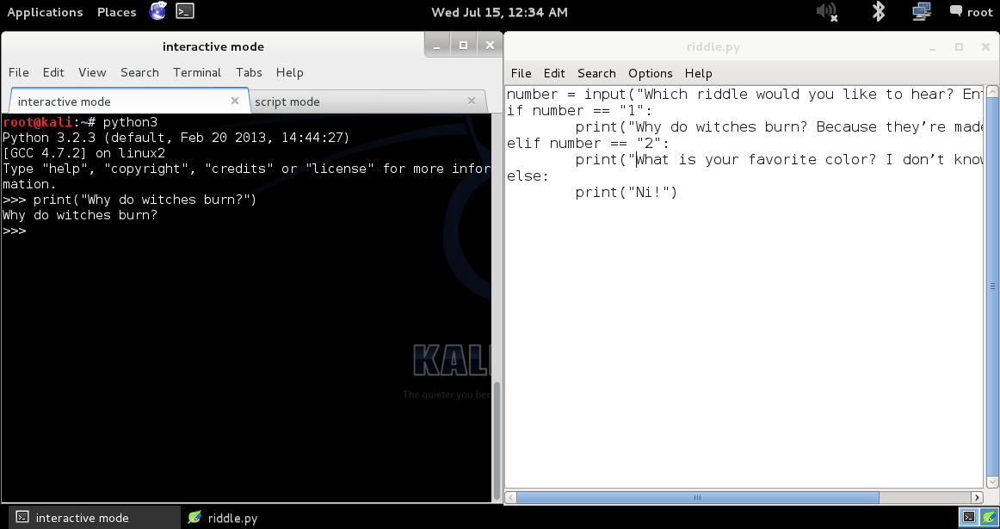 Applications Places Wed Jul 15, 12:34 AM root
interactive mode
File Edit View Search Terminal Tabs Help
interactive mode script mode
root@kali:~# python3
Python 3.2.3 (default, Feb 20 2013, 14:44:27)
[GCC 4.7.2] on linux2
Type "help", "copyright", "credits" or "license" for more infor
mation.
>>> print("Why do witches burn?")
Why do witches burn?
>>>
KALI
The quieter you bec
riddle.py
File Edit Search Options Help
number = input("Which riddle would you like to hear? Ent
if number == "1":
print("Why do witches burn? Because they’re made
elif number == "2":
print("What is your favorite color? I don’t know
else:
print("Ni!")
interactive mode riddle.py